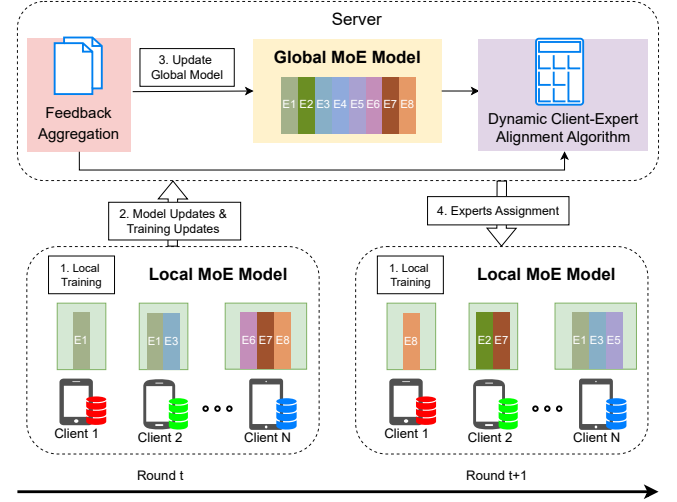 Server
3. Update
Global Model
Feedback
Aggregation
Global MoE Model
E1 E2 E3 E4 E5 E6 E7 E8
Dynamic Client-Expert
Alignment Algorithm
2. Model Updates &
Training Updates
4. Experts Assignment
1. Local
Training
Local MoE Model
E1
E1 E3
E6 E7 E8
Client 1
Client 2
Client N
1. Local
Training
Local MoE Model
E8
E2 E7
E1 E3 E5
Client 1
Client 2
Client N
Round t
Round t+1